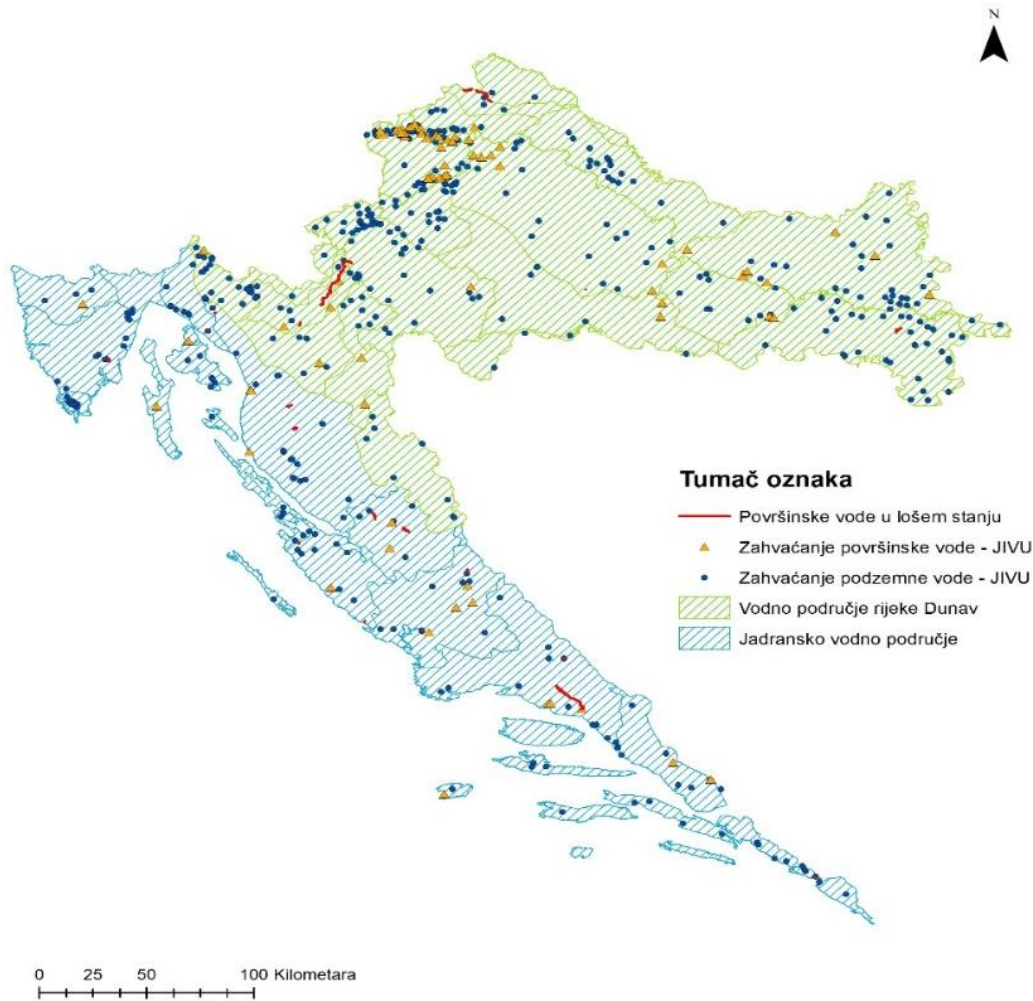 N
Tumač oznaka
Površinske vode u lošem stanju
Zahvaćanje površinske vode - JIVU
Zahvaćanje podzemne vode - JIVU
Vodno područje rijeke Dunav
Jadransko vodno područje
0 25 50 100 Kilometara